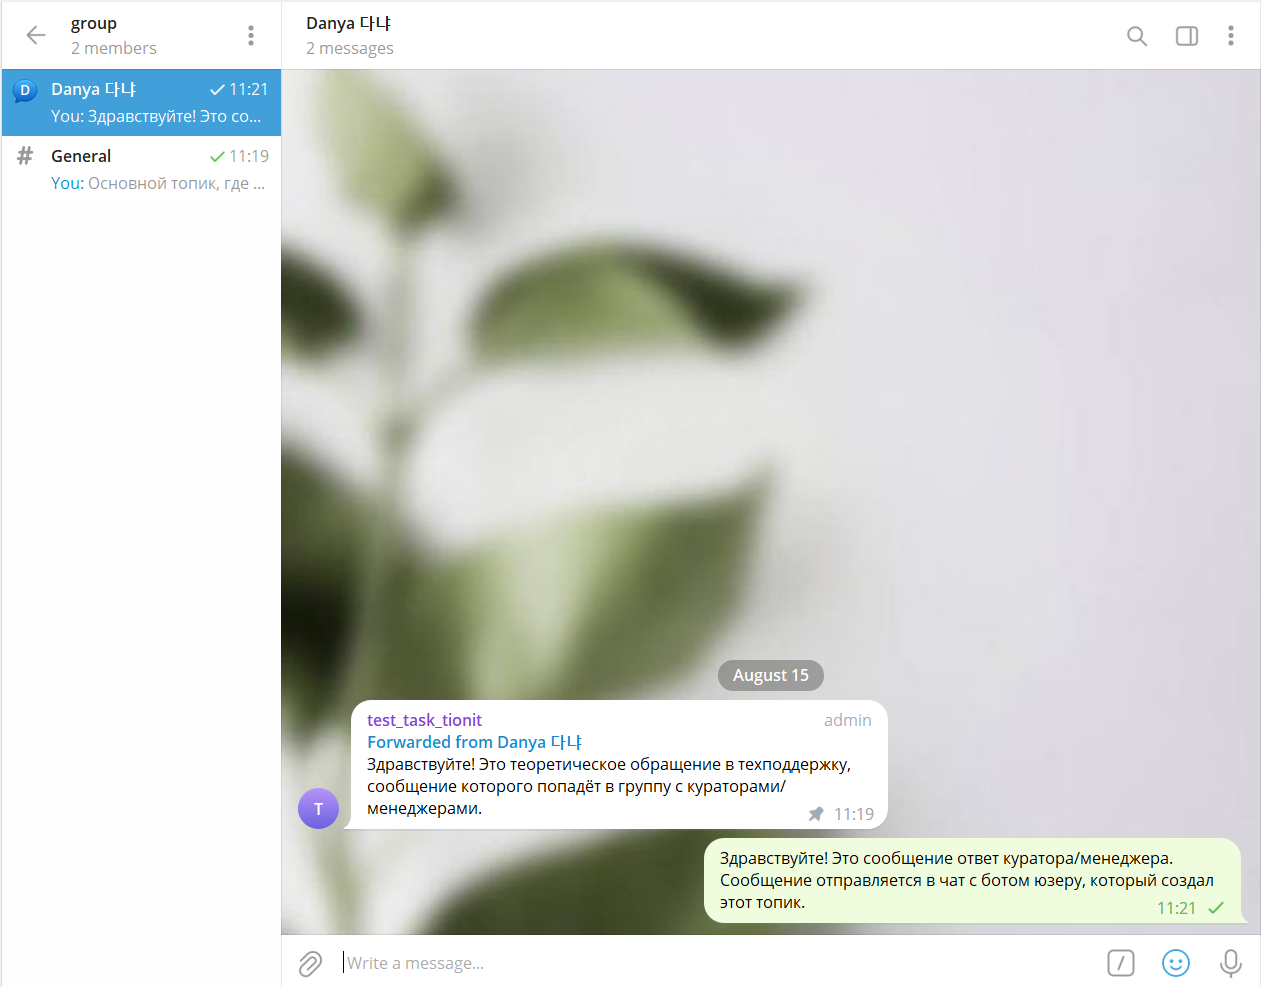 group
2 members
Danya 다냐
2 messages
D
Danya 다냐
11:21
You: Здравствуйте! Это со...
#
General
11:19
You: Основной топик, где ...
August 15
test_task_tionit
admin
Forwarded from Danya 다냐
Здравствуйте! Это теоретическое обращение в техподдержку,
сообщение которого попадёт в группу с кураторами/
менеджерами.
11:19
T
Здравствуйте! Это сообщение ответ куратора/менеджера.
Сообщение отправляется в чат с ботом юзеру, который создал
этот топик.
11:21
Write a message...
/